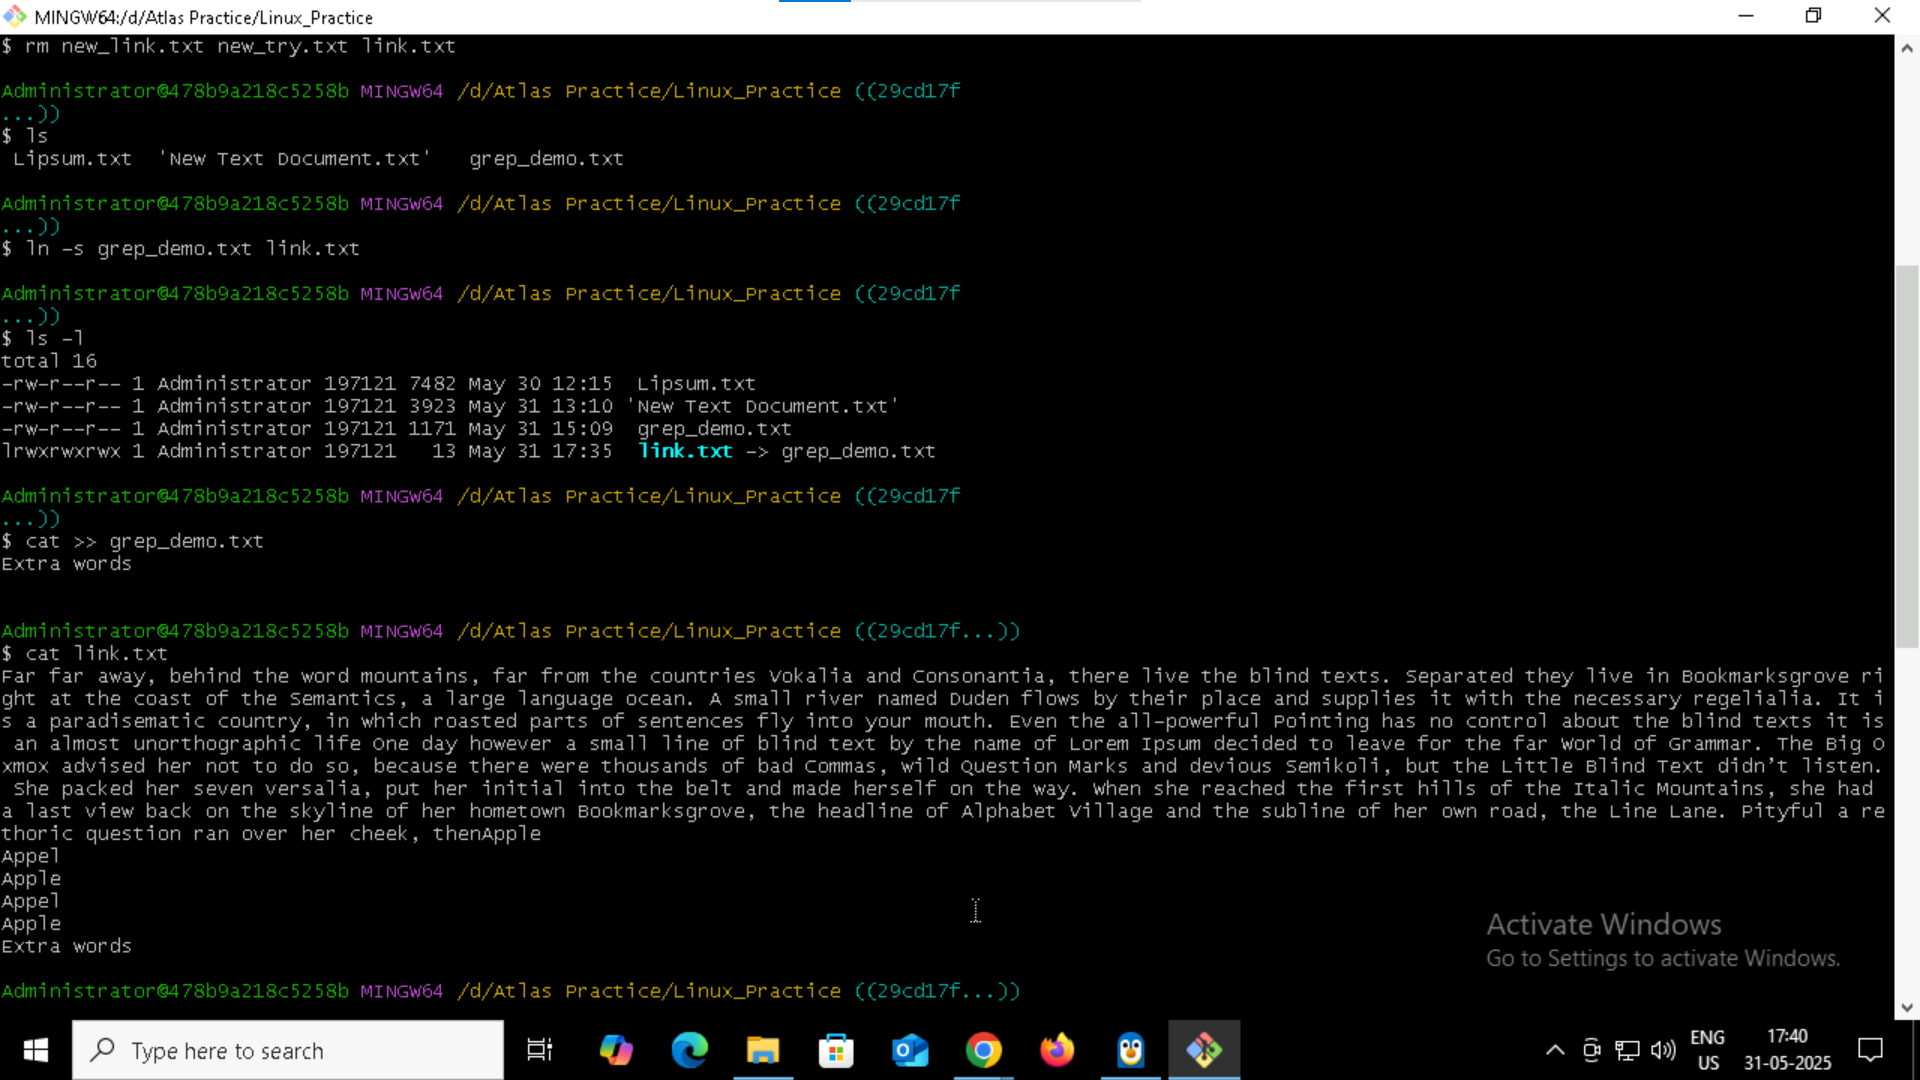 MINGW64:/d/Atlas Practice/Linux_Practice
$ rm new_link.txt new_try.txt link.txt
Administrator@478b9a218c5258b MINGW64 /d/Atlas Practice/Linux_Practice ((29cd17f
...))
$ ls
Lipsum.txt  'New Text Document.txt'   grep_demo.txt
Administrator@478b9a218c5258b MINGW64 /d/Atlas Practice/Linux_Practice ((29cd17f
...))
$ ln -s grep_demo.txt link.txt
Administrator@478b9a218c5258b MINGW64 /d/Atlas Practice/Linux_Practice ((29cd17f
...))
$ ls -l
total 16
-rw-r--r-- 1 Administrator 197121 7482 May 30 12:15  Lipsum.txt
-rw-r--r-- 1 Administrator 197121 3923 May 31 13:10 'New Text Document.txt'
-rw-r--r-- 1 Administrator 197121 1171 May 31 15:09  grep_demo.txt
lrwxrwxrwx 1 Administrator 197121   13 May 31 17:35  link.txt -> grep_demo.txt
Administrator@478b9a218c5258b MINGW64 /d/Atlas Practice/Linux_Practice ((29cd17f
...))
$ cat >> grep_demo.txt
Extra words
Administrator@478b9a218c5258b MINGW64 /d/Atlas Practice/Linux_Practice ((29cd17f...))
$ cat link.txt
Far far away, behind the word mountains, far from the countries Vokalia and Consonantia, there live the blind texts. Separated they live in Bookmarksgrove ri
ght at the coast of the Semantics, a large language ocean. A small river named Duden flows by their place and supplies it with the necessary regelialia. It i
s a paradisematic country, in which roasted parts of sentences fly into your mouth. Even the all-powerful Pointing has no control about the blind texts it is
an almost unorthographic life One day however a small line of blind text by the name of Lorem Ipsum decided to leave for the far World of Grammar. The Big O
xmox advised her not to do so, because there were thousands of bad Commas, wild Question Marks and devious Semikoli, but the Little Blind Text didn't listen.
She packed her seven versalia, put her initial into the belt and made herself on the way. When she reached the first hills of the Italic Mountains, she had
a last view back on the skyline of her hometown Bookmarksgrove, the headline of Alphabet Village and the subline of her own road, the Line Lane. Pityful a re
thoric question ran over her cheek, thenApple
Appel
Apple
Appel
Apple
Extra words
Administrator@478b9a218c5258b MINGW64 /d/Atlas Practice/Linux_Practice ((29cd17f...))
Activate Windows
Go to Settings to activate Windows.
Type here to search
ENG
US
17:40
31-05-2025